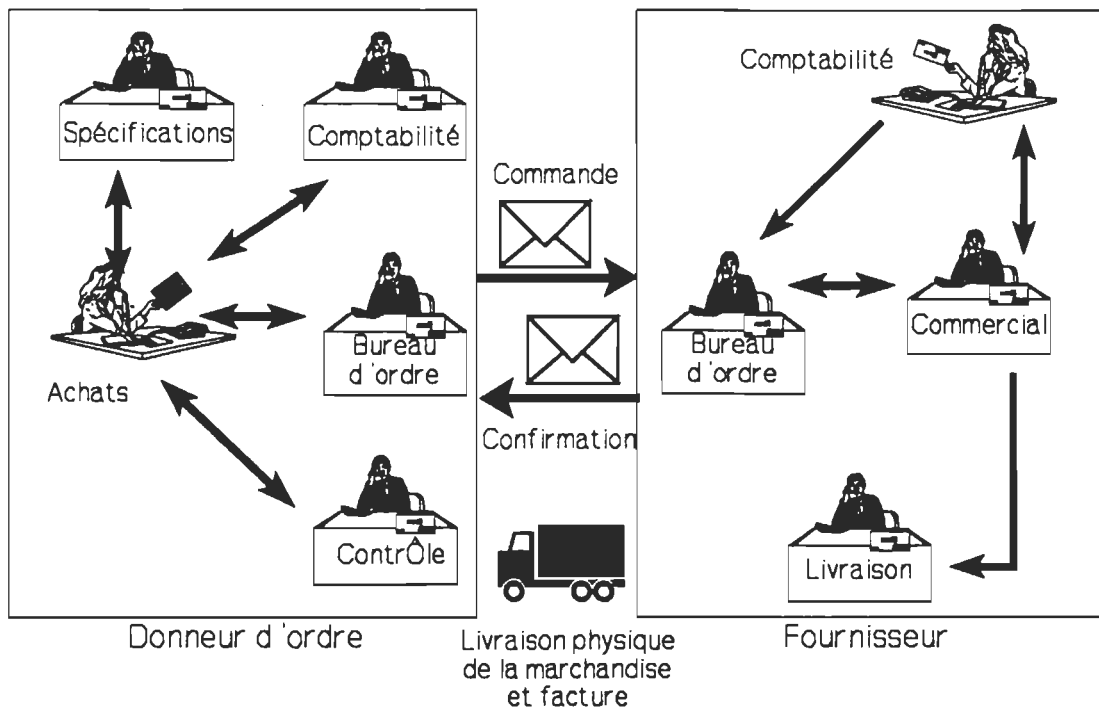 Spécifications
Comptabilité
Achats
Bureau
d'ordre
ContrÔle
Donneur d'ordre
Commande
Confirmation
Livraison physique
de la marchandise
et facture
Comptabilité
Bureau
d'ordre
Commercial
Livraison
Fournisseur